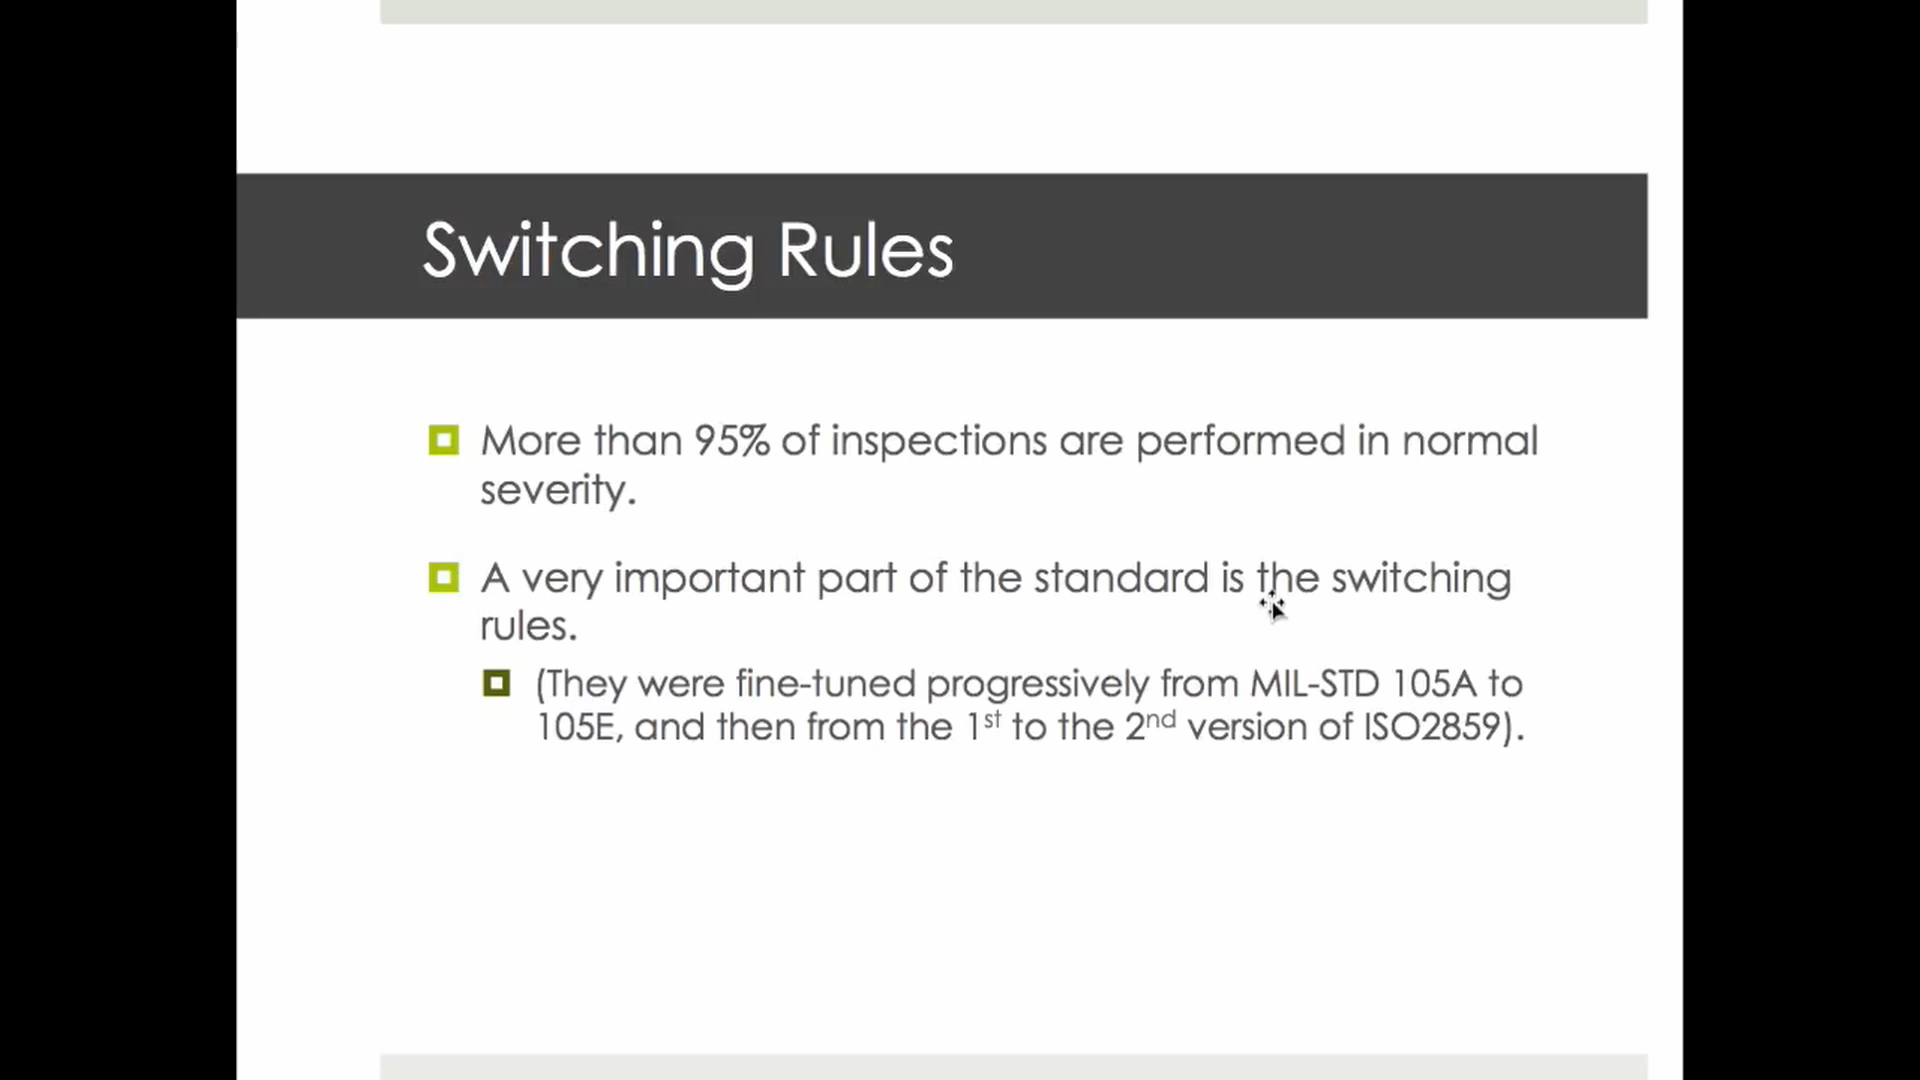 Switching Rules
More than 95% of inspections are performed in normal
severity.
A very important part of the standard is the switching
rules.
(They were fine-tuned progressively from MIL-STD 105A to
105E, and then from the 1st to the 2nd version of ISO2859).